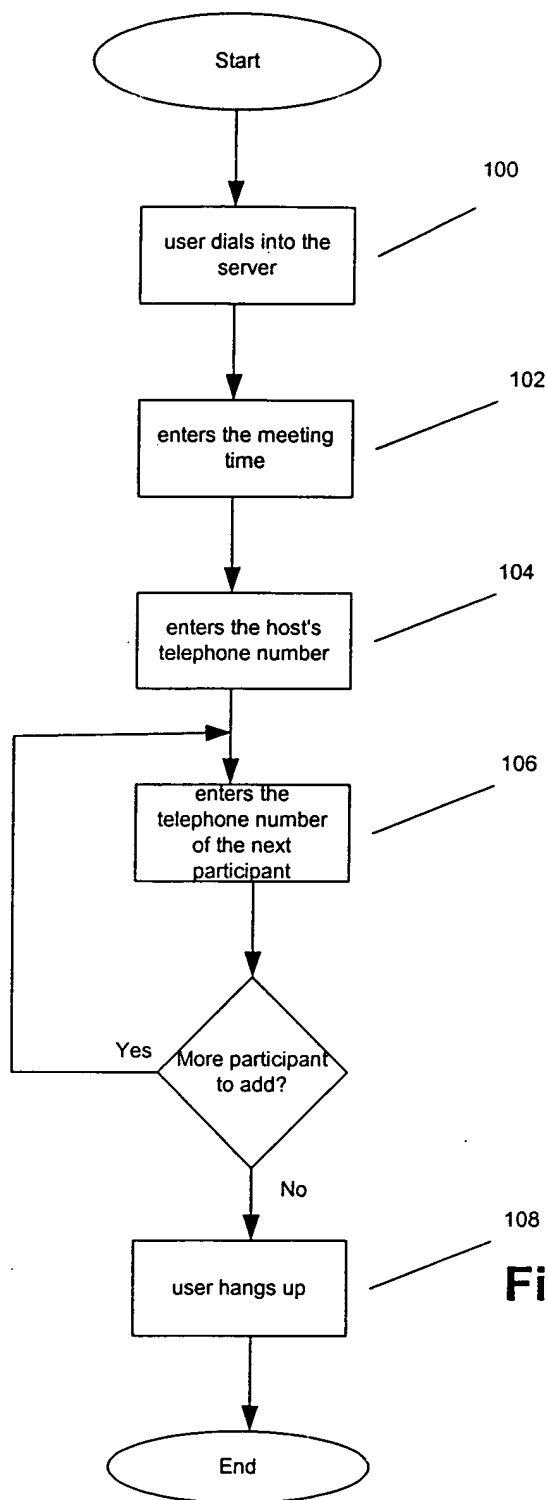 Start
100
user dials into the
server
102
enters the meeting
time
104
enters the host's
telephone number
106
enters the
telephone number
of the next
participant
Yes
More participant
to add?
No
108
user hangs up
Fi
End